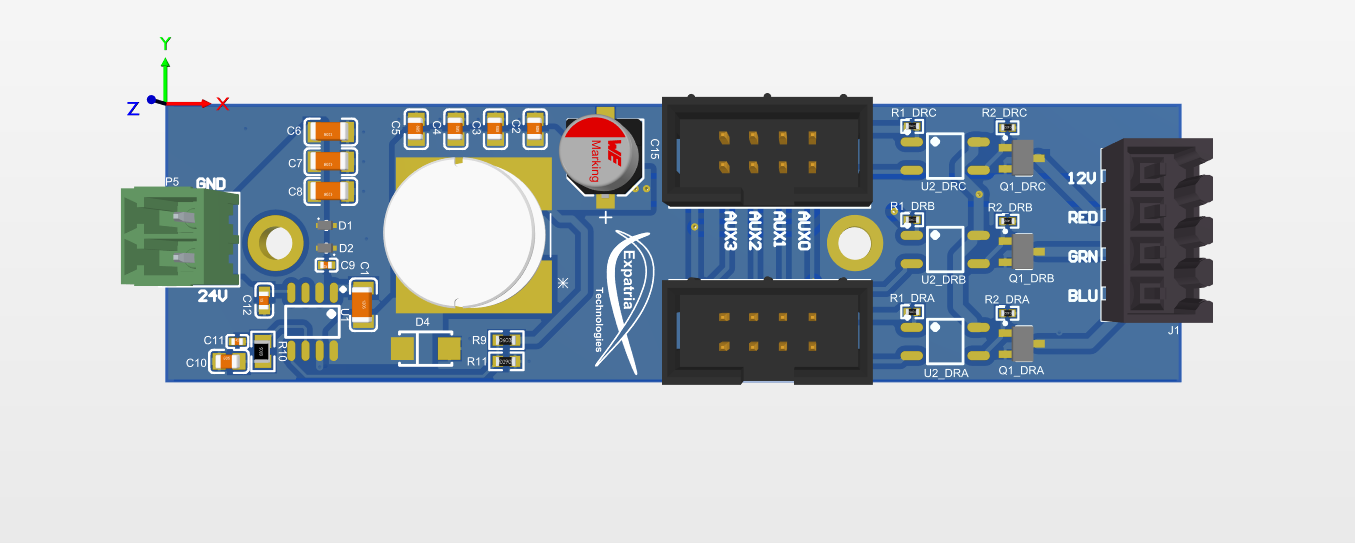 Y
X
Z
P5
GND
24V
C6
C7
C8
D1
D2
C9
C1
C12
U1
C11
C10
R10
C5
C4
C3
C2
D4
R9
R11
WE
Marking
C15
+
Expatria
Technologies
AUX3
AUX2
AUX1
AUX0
R1_DRC
R2_DRC
U2_DRC
Q1_DRC
R1_DRB
R2_DRB
U2_DRB
Q1_DRB
R1_DRA
R2_DRA
U2_DRA
Q1_DRA
12V
RED
GRN
BLU
J1